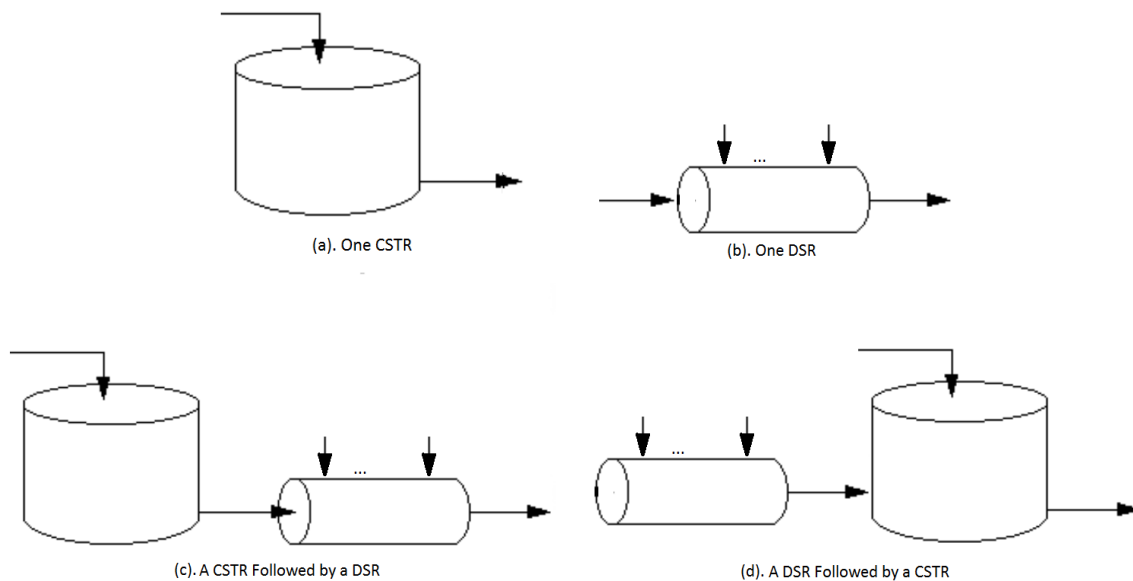 ...
(a). One CSTR
(b). One DSR
...
...
(c). A CSTR Followed by a DSR
(d). A DSR Followed by a CSTR